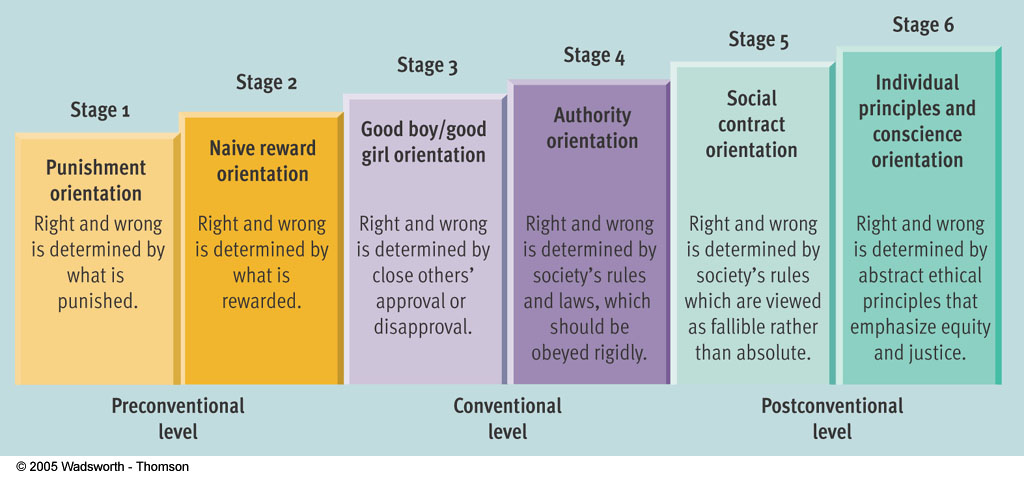 Stage 1
Punishment
orientation
Right and wrong
is determined by
what is
punished.
Stage 2
Naive reward
orientation
Right and wrong
is determined by
what is
rewarded.
Stage 3
Good boy/good
girl orientation
Right and wrong
is determined by
close others’
approval or
disapproval.
Stage 4
Authority
orientation
Right and wrong
is determined by
society’s rules
and laws, which
should be
obeyed rigidly.
Stage 5
Social
contract
orientation
Right and wrong
is determined by
society’s rules
which are viewed
as fallible rather
than absolute.
Stage 6
Individual
principles and
conscience
orientation
Right and wrong
is determined by
abstract ethical
principles that
emphasize equity
and justice.
Preconventional
level
Conventional
level
Postconventional
level
© 2005 Wadsworth - Thomson